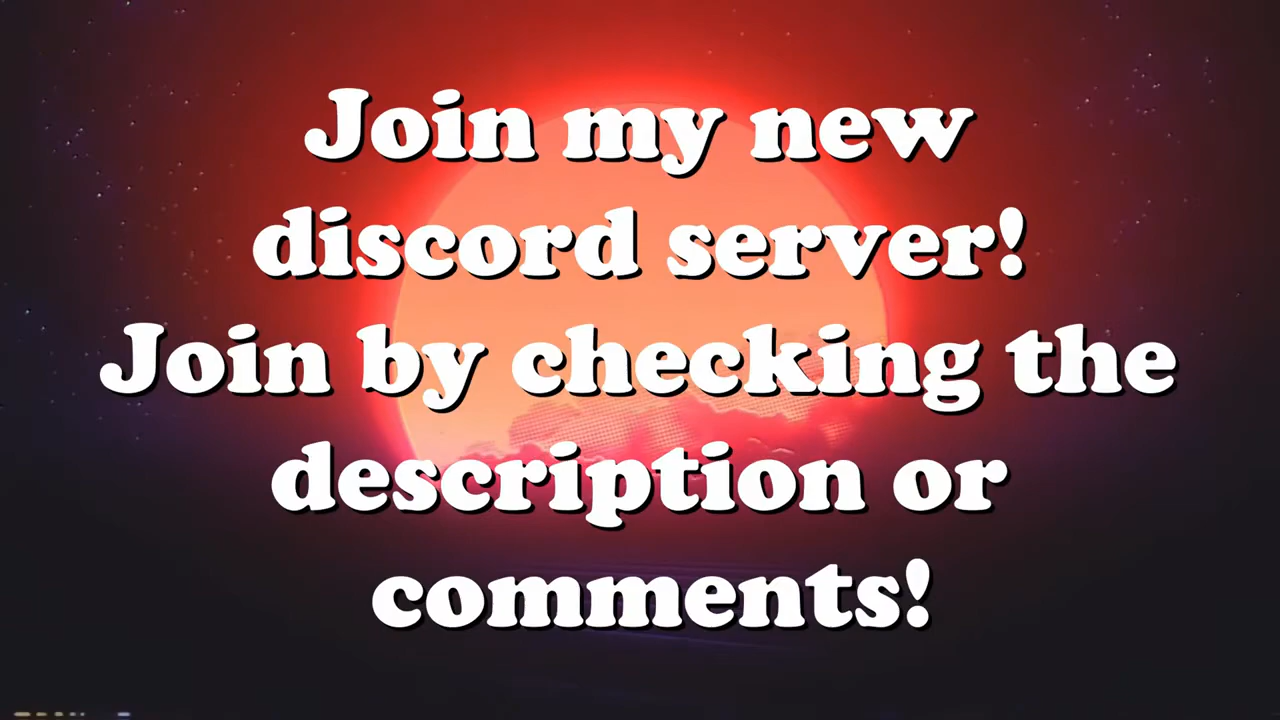 Join my new
discord server!
Join by checking the
description or
comments!